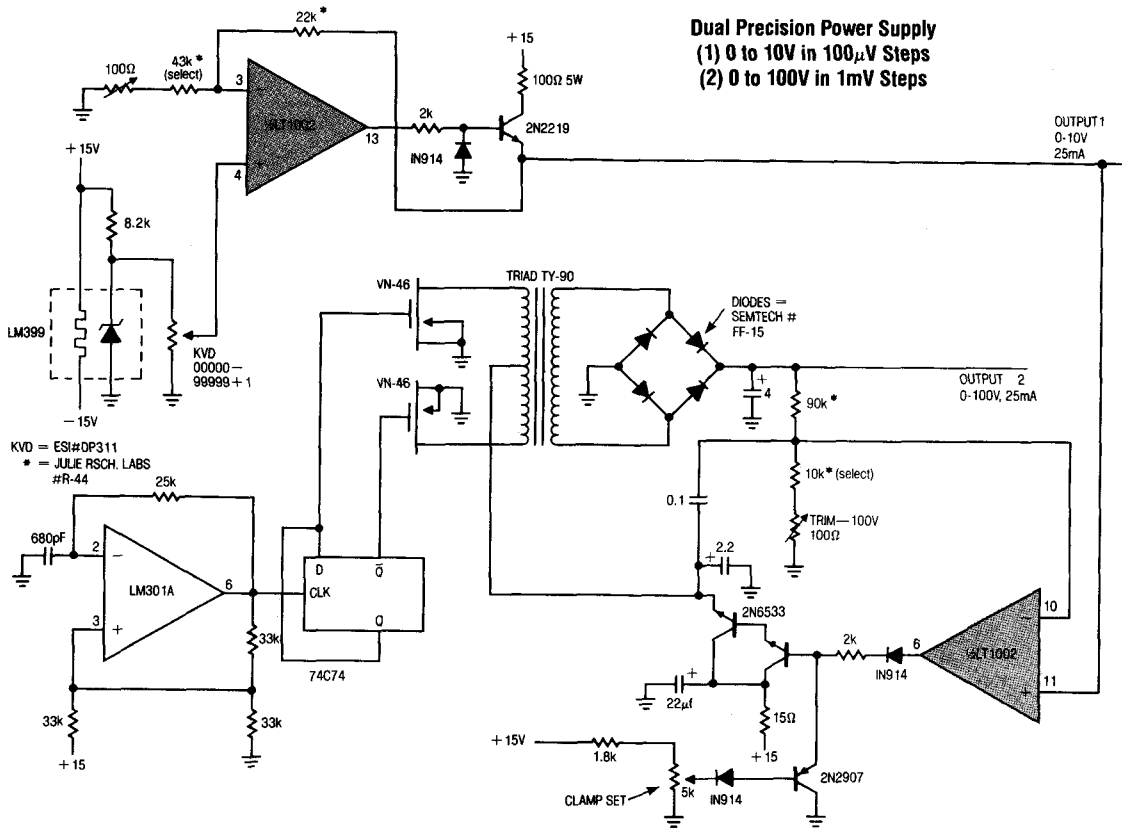 Dual Precision Power Supply
(1) 0 to 10V in 100μV Steps
(2) 0 to 100V in 1mV Steps
22k*
+15
100Ω 5W
100Ω
43k*
(select)
3
−
½LT1002
+
4
13
2k
IN914
2N2219
OUTPUT 1
0-10V
25mA
+15V
8.2k
LM399
−15V
KVD
00000−
99999+1
KVD = ESI#DP311
* = JULIE RSCH. LABS
#R-44
VN-46
VN-46
TRIAD TY-90
DIODES =
SEMTECH #
FF-15
+
4
OUTPUT 2
0-100V, 25mA
90k*
10k* (select)
TRIM—100V
100Ω
0.1
+
2.2
25k
680pF
2
−
LM301A
3
+
6
33k
33k
33k
+15
D
Q̄
CLK
Q
74C74
2N6533
22μf
+
15Ω
+15
2k
IN914
6
½LT1002
10
−
11
+
+15V
1.8k
5k
CLAMP SET
IN914
2N2907